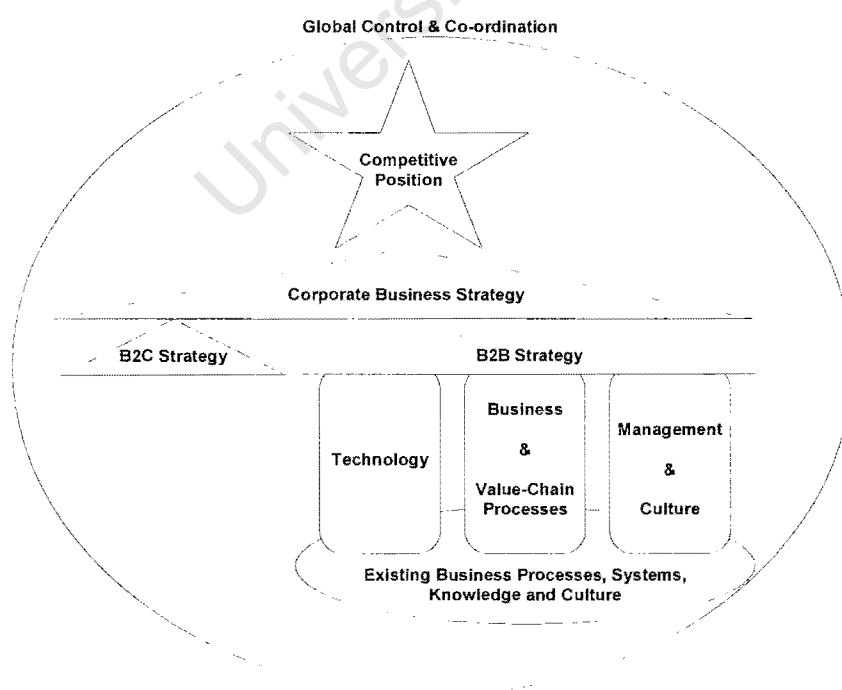 Global Control & Co-ordination
Universi
Competitive
Position
Corporate Business Strategy
B2C Strategy
B2B Strategy
Technology
Business
&
Value-Chain
Processes
Management
&
Culture
Existing Business Processes, Systems,
Knowledge and Culture